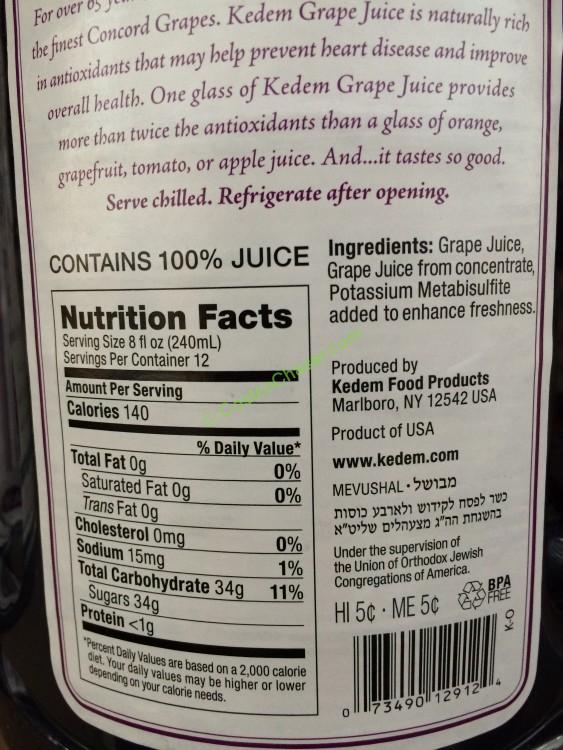 For over 65
the finest Concord Grapes. Kedem Grape Juice is naturally rich
in antioxidants that may help prevent heart disease and improve
overall health. One glass of Kedem Grape Juice provides
more than twice the antioxidants than a glass of orange,
grapefruit, tomato, or apple juice. And...it tastes so good.
Serve chilled. Refrigerate after opening.
CONTAINS 100% JUICE
Nutrition Facts
Serving Size 8 fl oz (240mL)
Servings Per Container 12
Amount Per Serving
Calories 140
% Daily Value*
Total Fat 0g 0%
Saturated Fat 0g 0%
Trans Fat 0g
Cholesterol 0mg 0%
Sodium 15mg 1%
Total Carbohydrate 34g 11%
Sugars 34g
Protein <1g
*Percent Daily Values are based on a 2,000 calorie
diet. Your daily values may be higher or lower
depending on your calorie needs.
Ingredients: Grape Juice,
Grape Juice from concentrate,
Potassium Metabisulfite
added to enhance freshness.
Produced by
Kedem Food Products
Marlboro, NY 12542 USA
Product of USA
www.kedem.com
MEVUSHAL • מבושל
כשר לפסח לקידוש ולארבע כוסות
בהשגחת הה"ג מצעהלים שליט"א
Under the supervision of
the Union of Orthodox Jewish
Congregations of America.
HI 5¢ · ME 5¢
BPA
FREE
K-O
0 73490 12912 4